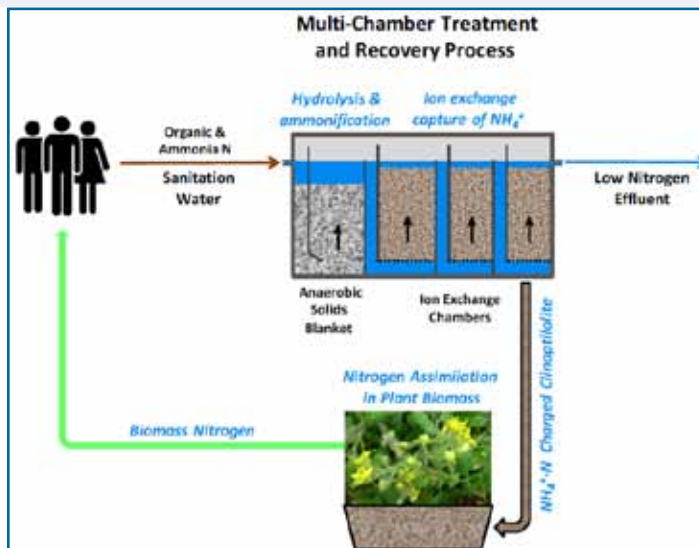 Multi-Chamber Treatment
and Recovery Process
Hydrolysis &
ammonification
Ion exchange
capture of NH₄⁺
Organic &
Ammonia N
Sanitation
Water
Low Nitrogen
Effluent
Anaerobic
Solids
Blanket
Ion Exchange
Chambers
NH₄⁺-N Charged Clinoptilolite
Nitrogen Assimilation
in Plant Biomass
Biomass Nitrogen